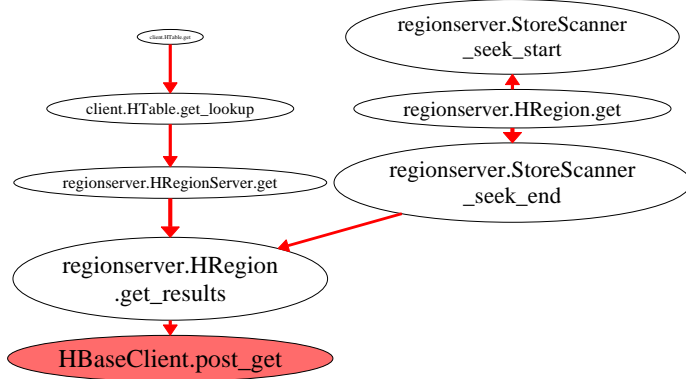 client.HTable.get
regionserver.StoreScanner
_seek_start
client.HTable.get_lookup
regionserver.HRegion.get
regionserver.HRegionServer.get
regionserver.StoreScanner
_seek_end
regionserver.HRegion
.get_results
HBaseClient.post_get